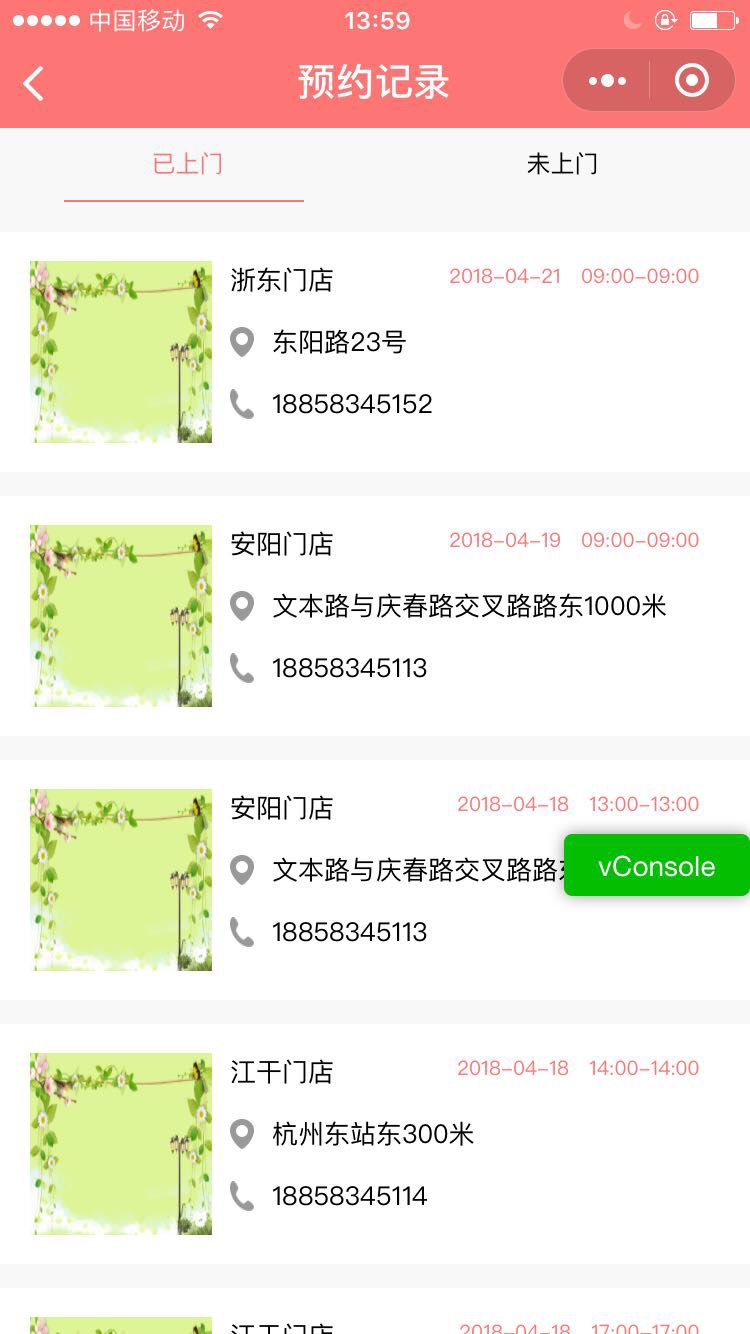 中国移动 13:59
预约记录
已上门 未上门
浙东门店 2018-04-21 09:00-09:00
东阳路23号
18858345152
安阳门店 2018-04-19 09:00-09:00
文本路与庆春路交叉路路东1000米
18858345113
安阳门店 2018-04-18 13:00-13:00
文本路与庆春路交叉路路
vConsole
18858345113
江干门店 2018-04-18 14:00-14:00
杭州东站东300米
18858345114
江干门店 2018-04-18 17:00-17:00